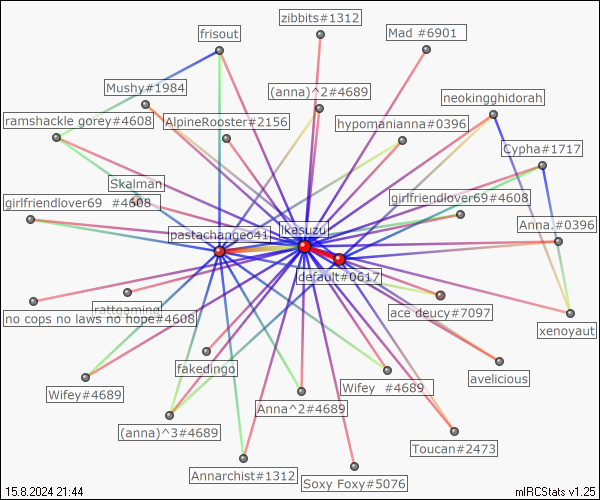 zibbits#1312
frisout
Mad #6901
Mushy#1984
(anna)^2#4689
neokingghidorah
ramshackle gorey#4608
AlpineRooster#2156
hypomanianna#0396
Cypha#1717
Skalman
girlfriendlover69 #4608
girlfriendlover69#4608
Anna.#0396
pastachange041
ikasuzu
default#0617
rattgaming
no cops no laws no hope#4608
ace deucy#7097
xenoyaut
fakedingo
Wifey#4689
Wifey #4689
avelicious
Anna^2#4689
(anna)^3#4689
Toucan#2473
Annarchist#1312
Soxy Foxy#5076
15.8.2024 21:44
mIRCStats v1.25